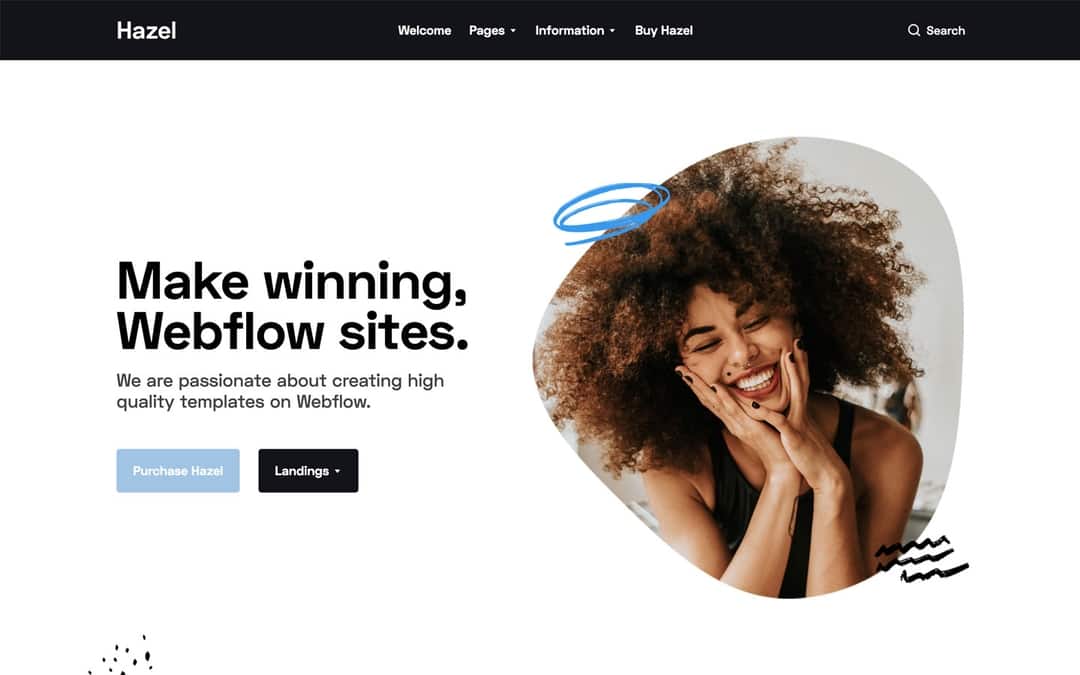 Hazel
Welcome
Pages
Information
Buy Hazel
Search
Make winning,
Webflow sites.
We are passionate about creating high
quality templates on Webflow.
Purchase Hazel
Landings